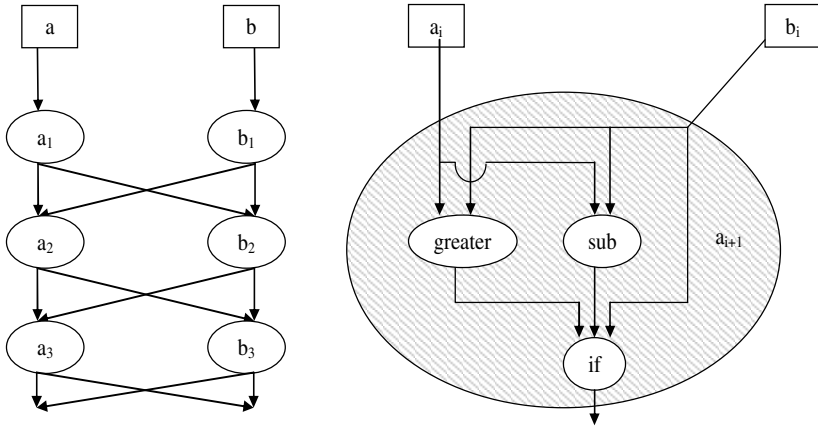 a b
a₁ b₁
a₂ b₂
a₃ b₃
aᵢ bᵢ
greater sub aᵢ₊₁
if